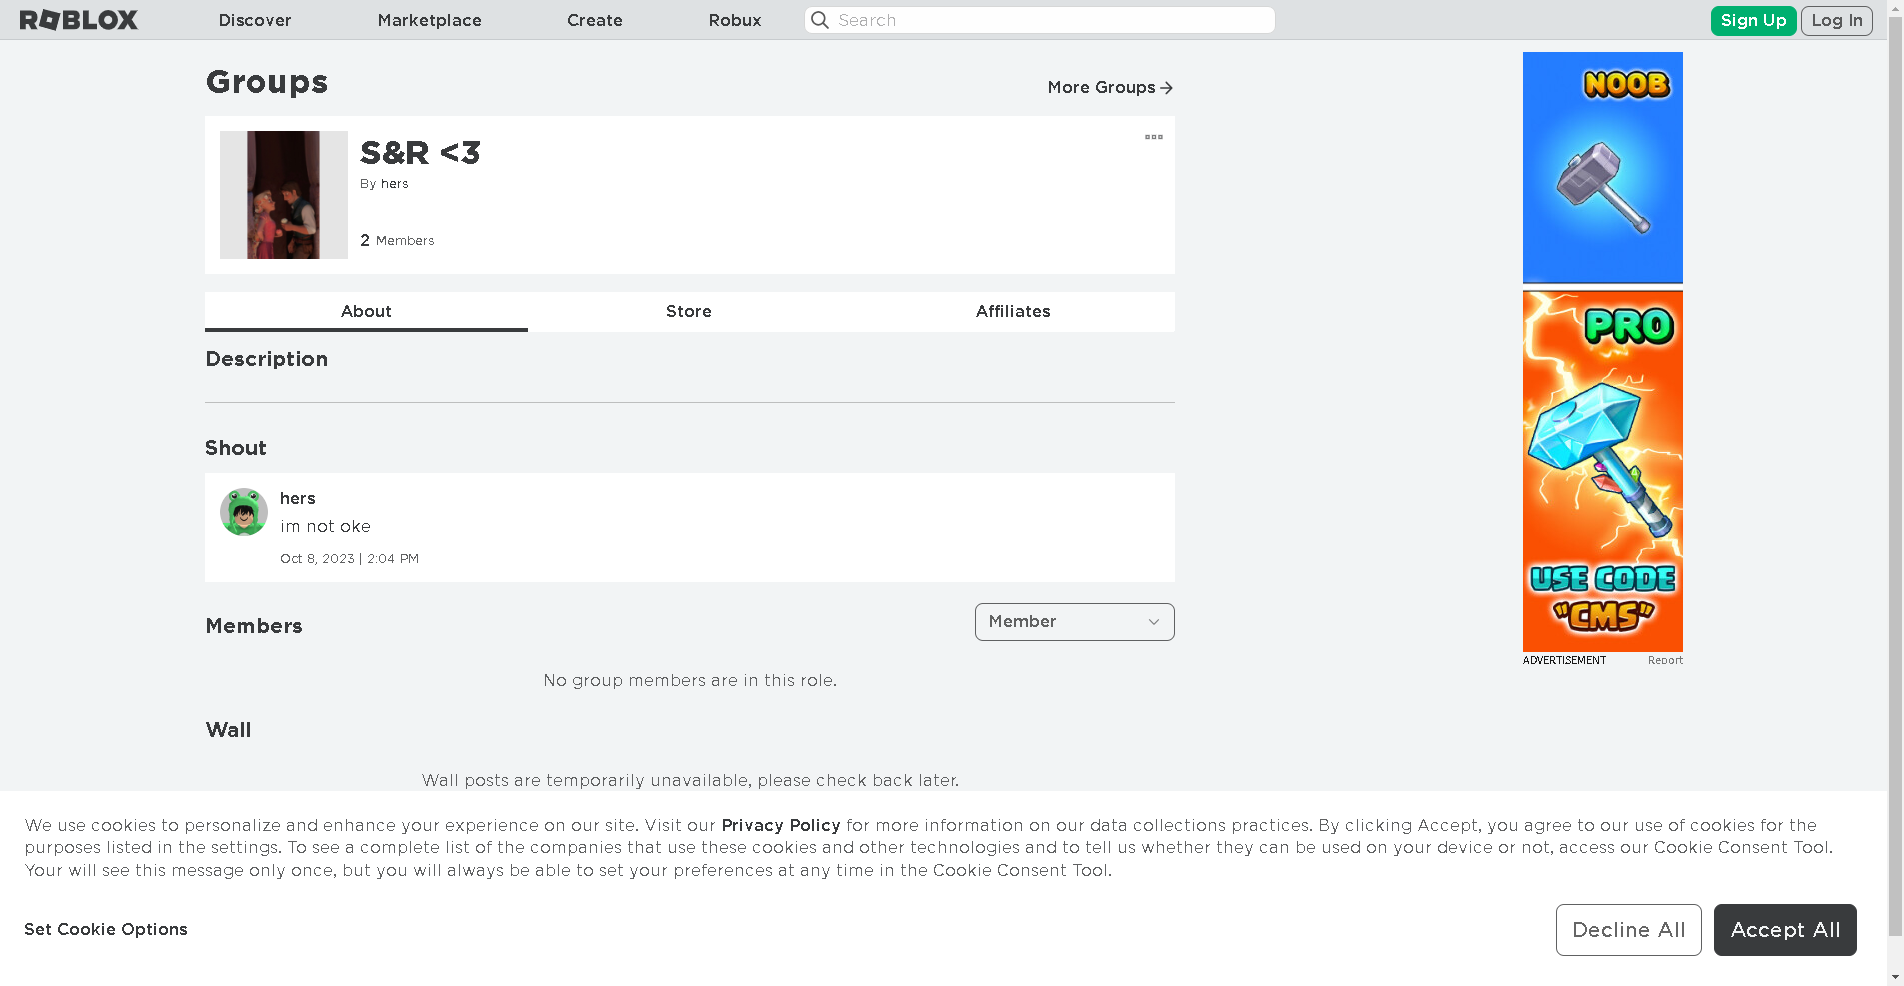 ROBLOX
Discover
Marketplace
Create
Robux
Search
Sign Up
Log In
Groups
More Groups
S&R <3
By hers
2 Members
About
Store
Affiliates
Description
Shout
hers
im not oke
Oct 8, 2023 | 2:04 PM
Members
Member
No group members are in this role.
Wall
Wall posts are temporarily unavailable, please check back later.
NOOB
PRO
USE CODE
"CMS"
ADVERTISEMENT
Report
We use cookies to personalize and enhance your experience on our site. Visit our Privacy Policy for more information on our data collections practices. By clicking Accept, you agree to our use of cookies for the
purposes listed in the settings. To see a complete list of the companies that use these cookies and other technologies and to tell us whether they can be used on your device or not, access our Cookie Consent Tool.
Your will see this message only once, but you will always be able to set your preferences at any time in the Cookie Consent Tool.
Set Cookie Options
Decline All
Accept All